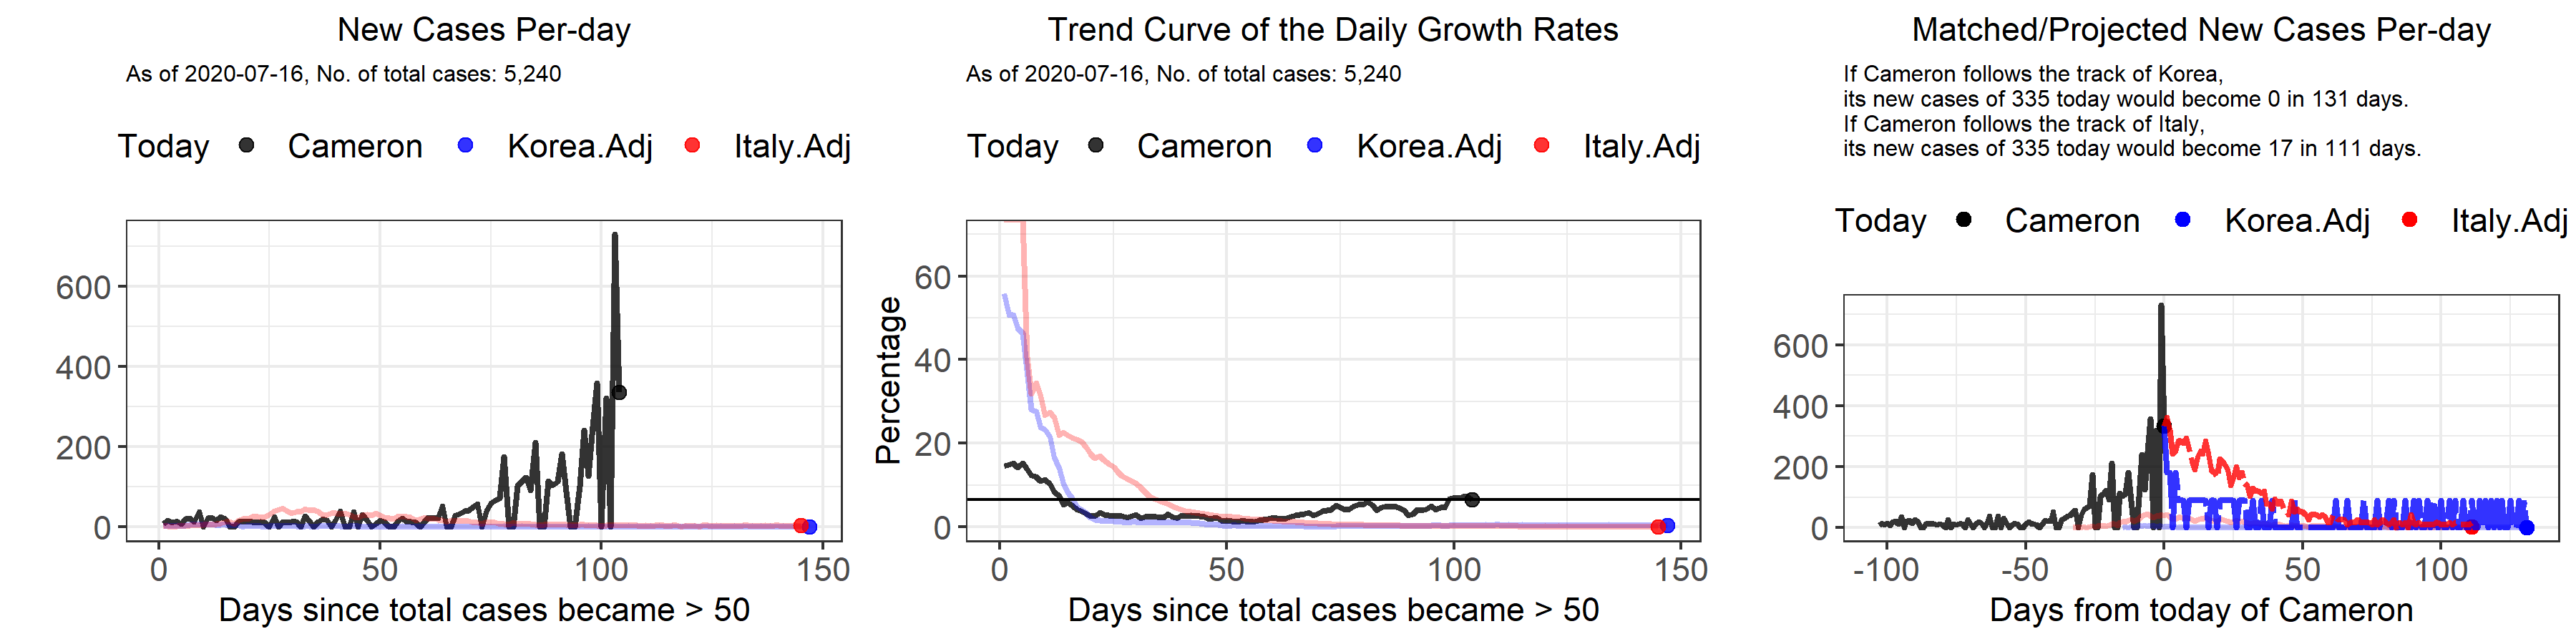 New Cases Per-day
As of 2020-07-16, No. of total cases: 5,240
Today Cameron Korea.Adj Italy.Adj
600
400
200
0
0 50 100 150
Days since total cases became > 50
Trend Curve of the Daily Growth Rates
As of 2020-07-16, No. of total cases: 5,240
Today Cameron Korea.Adj Italy.Adj
Percentage
60
40
20
0
0 50 100 150
Days since total cases became > 50
Matched/Projected New Cases Per-day
If Cameron follows the track of Korea,
its new cases of 335 today would become 0 in 131 days.
If Cameron follows the track of Italy,
its new cases of 335 today would become 17 in 111 days.
Today Cameron Korea.Adj Italy.Adj
600
400
200
0
-100 -50 0 50 100
Days from today of Cameron